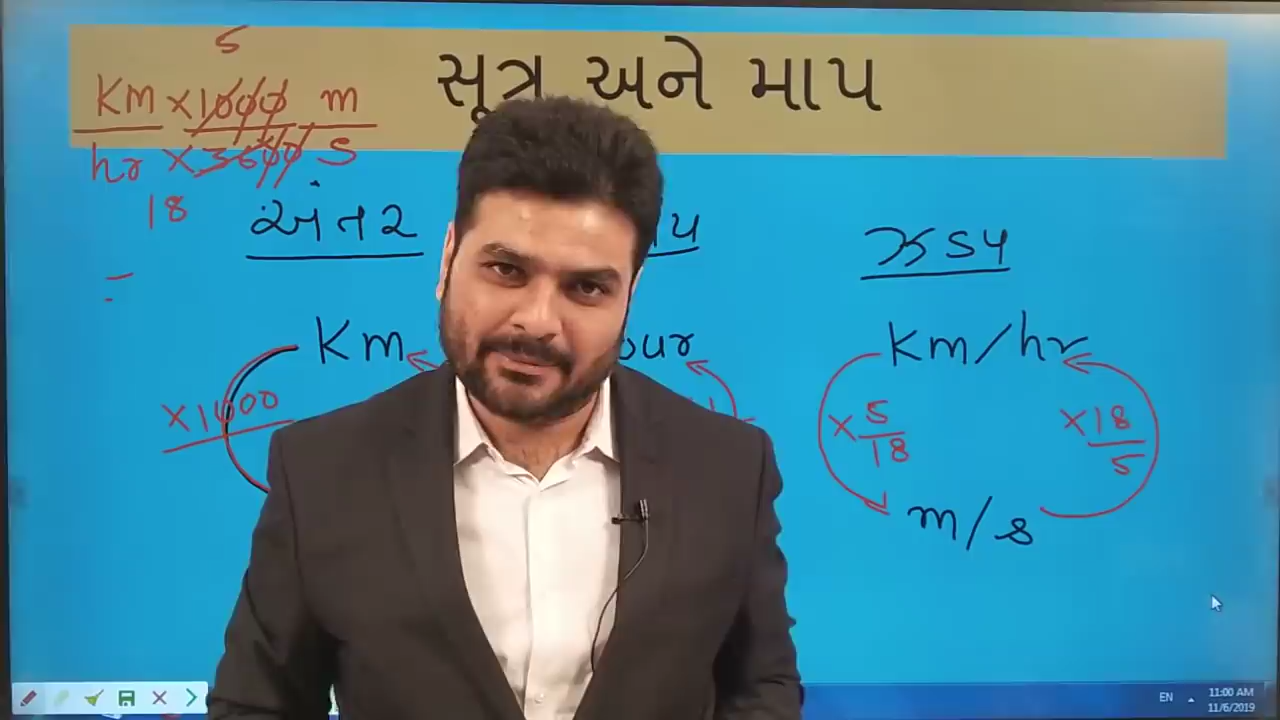 સૂત્ર અને માપ
5
Km ×1000 m
hr ×3600 s
18
=
અંતર
ઝડપ
Km
Km/hr
×1000
×5/18
×18/5
m/s
EN
11:00 AM
11/6/2019